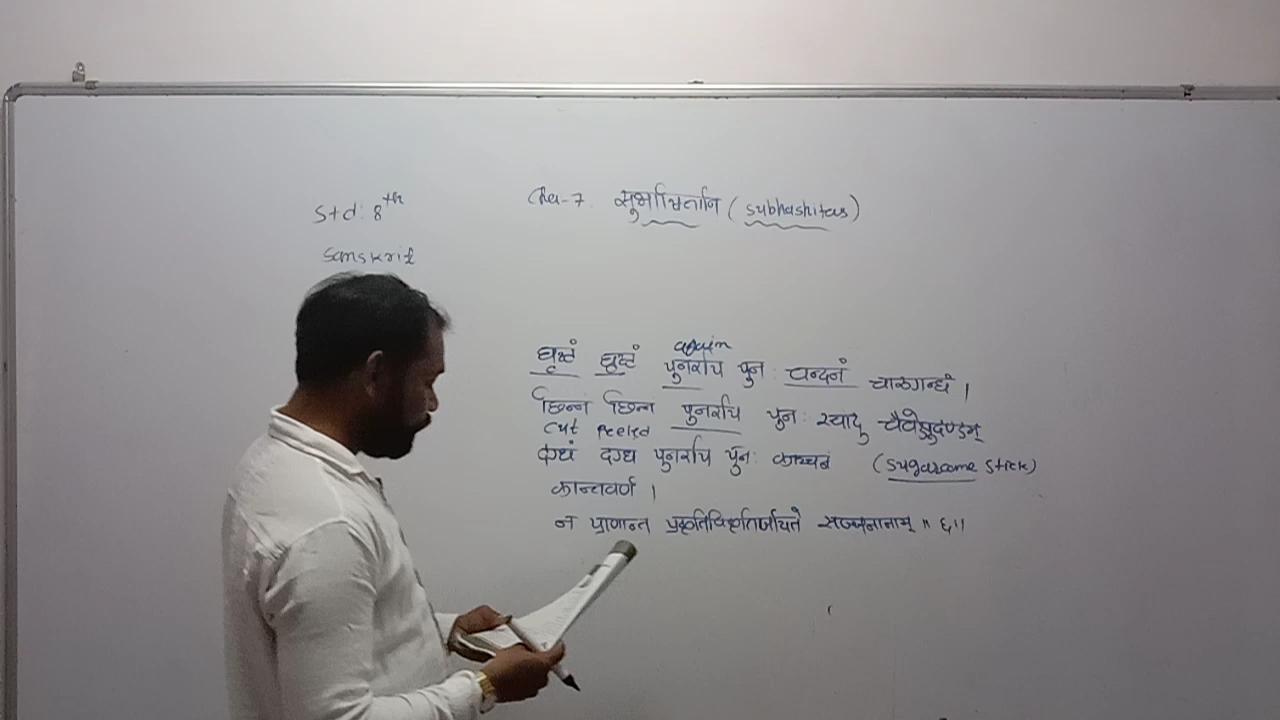 Std: 8th
Sanskrit
Cha-7. सुभाषितानि (subhashitas)
again
घृष्टं घृष्टं पुनरपि पुनः चन्दनं चारुगन्धं ।
छिन्नं छिन्न पुनरपि पुनः स्वादु चैवेक्षुदण्डम्
cut Peeled
दग्धं दग्ध पुनरपि पुनः काञ्चनं (sugarcane stick)
कान्तवर्ण ।
न प्राणान्त प्रकृतिविकृतिर्जायते सज्जनानाम् ॥ ६ ॥